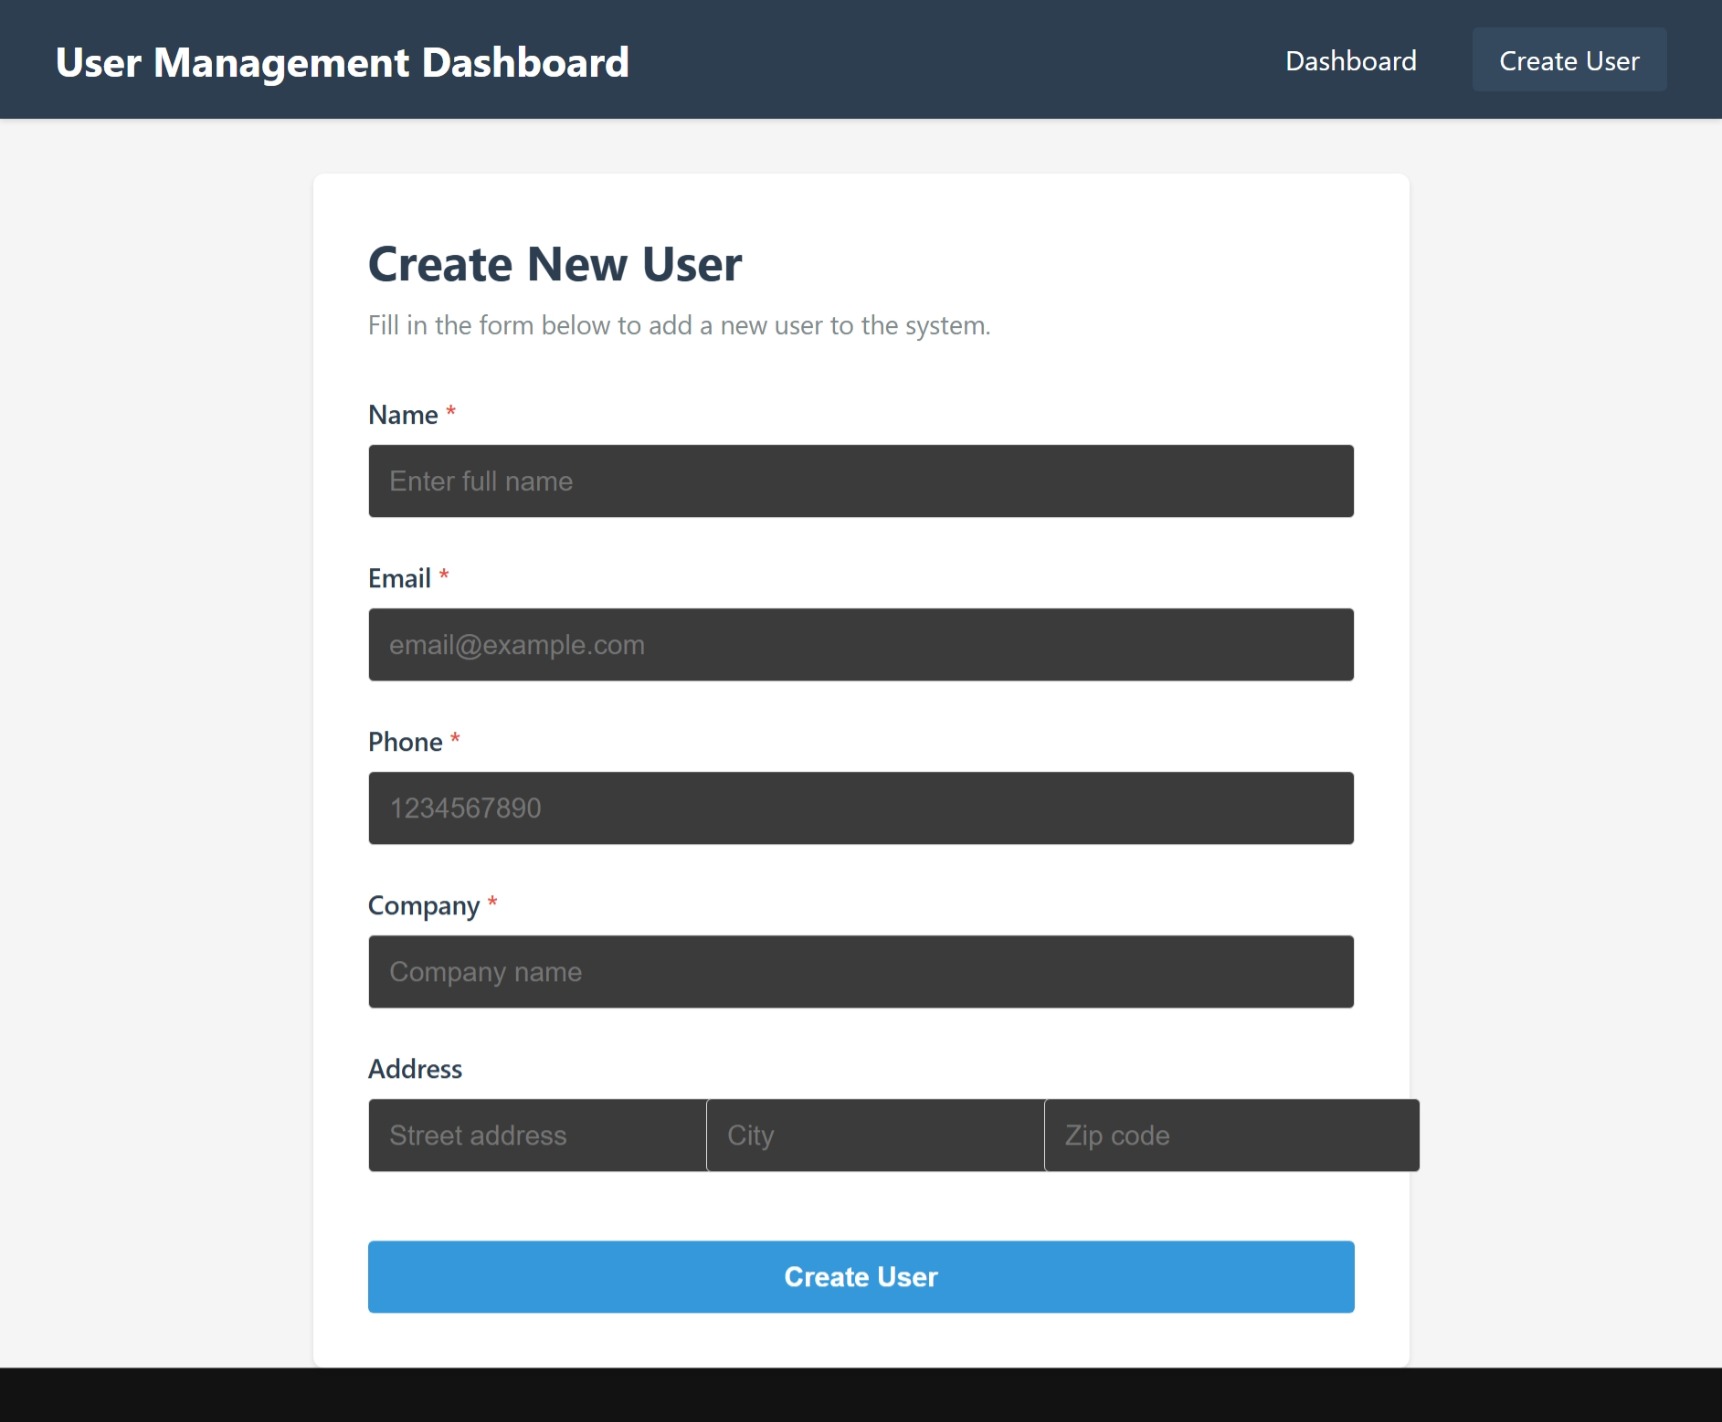 User Management Dashboard
Dashboard
Create User
Create New User
Fill in the form below to add a new user to the system.
Name *
Enter full name
Email *
email@example.com
Phone *
1234567890
Company *
Company name
Address
Street address
City
Zip code
Create User